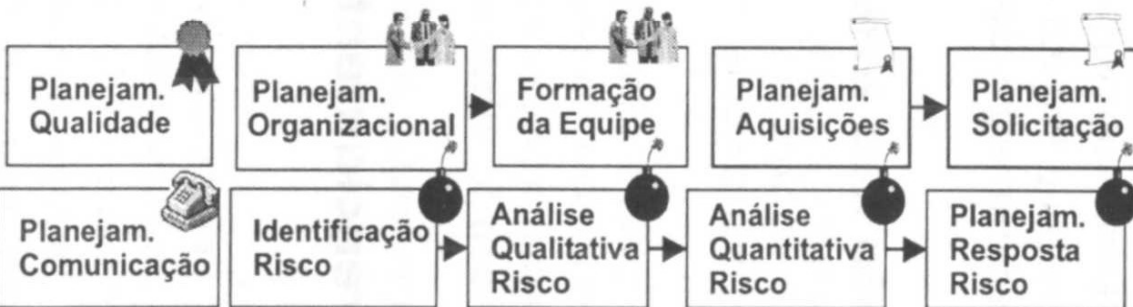 Planejam.
Qualidade
Planejam.
Organizacional
Formação
da Equipe
Planejam.
Aquisições
Planejam.
Solicitação
Planejam.
Comunicação
Identificação
Risco
Análise
Qualitativa
Risco
Análise
Quantitativa
Risco
Planejam.
Resposta
Risco